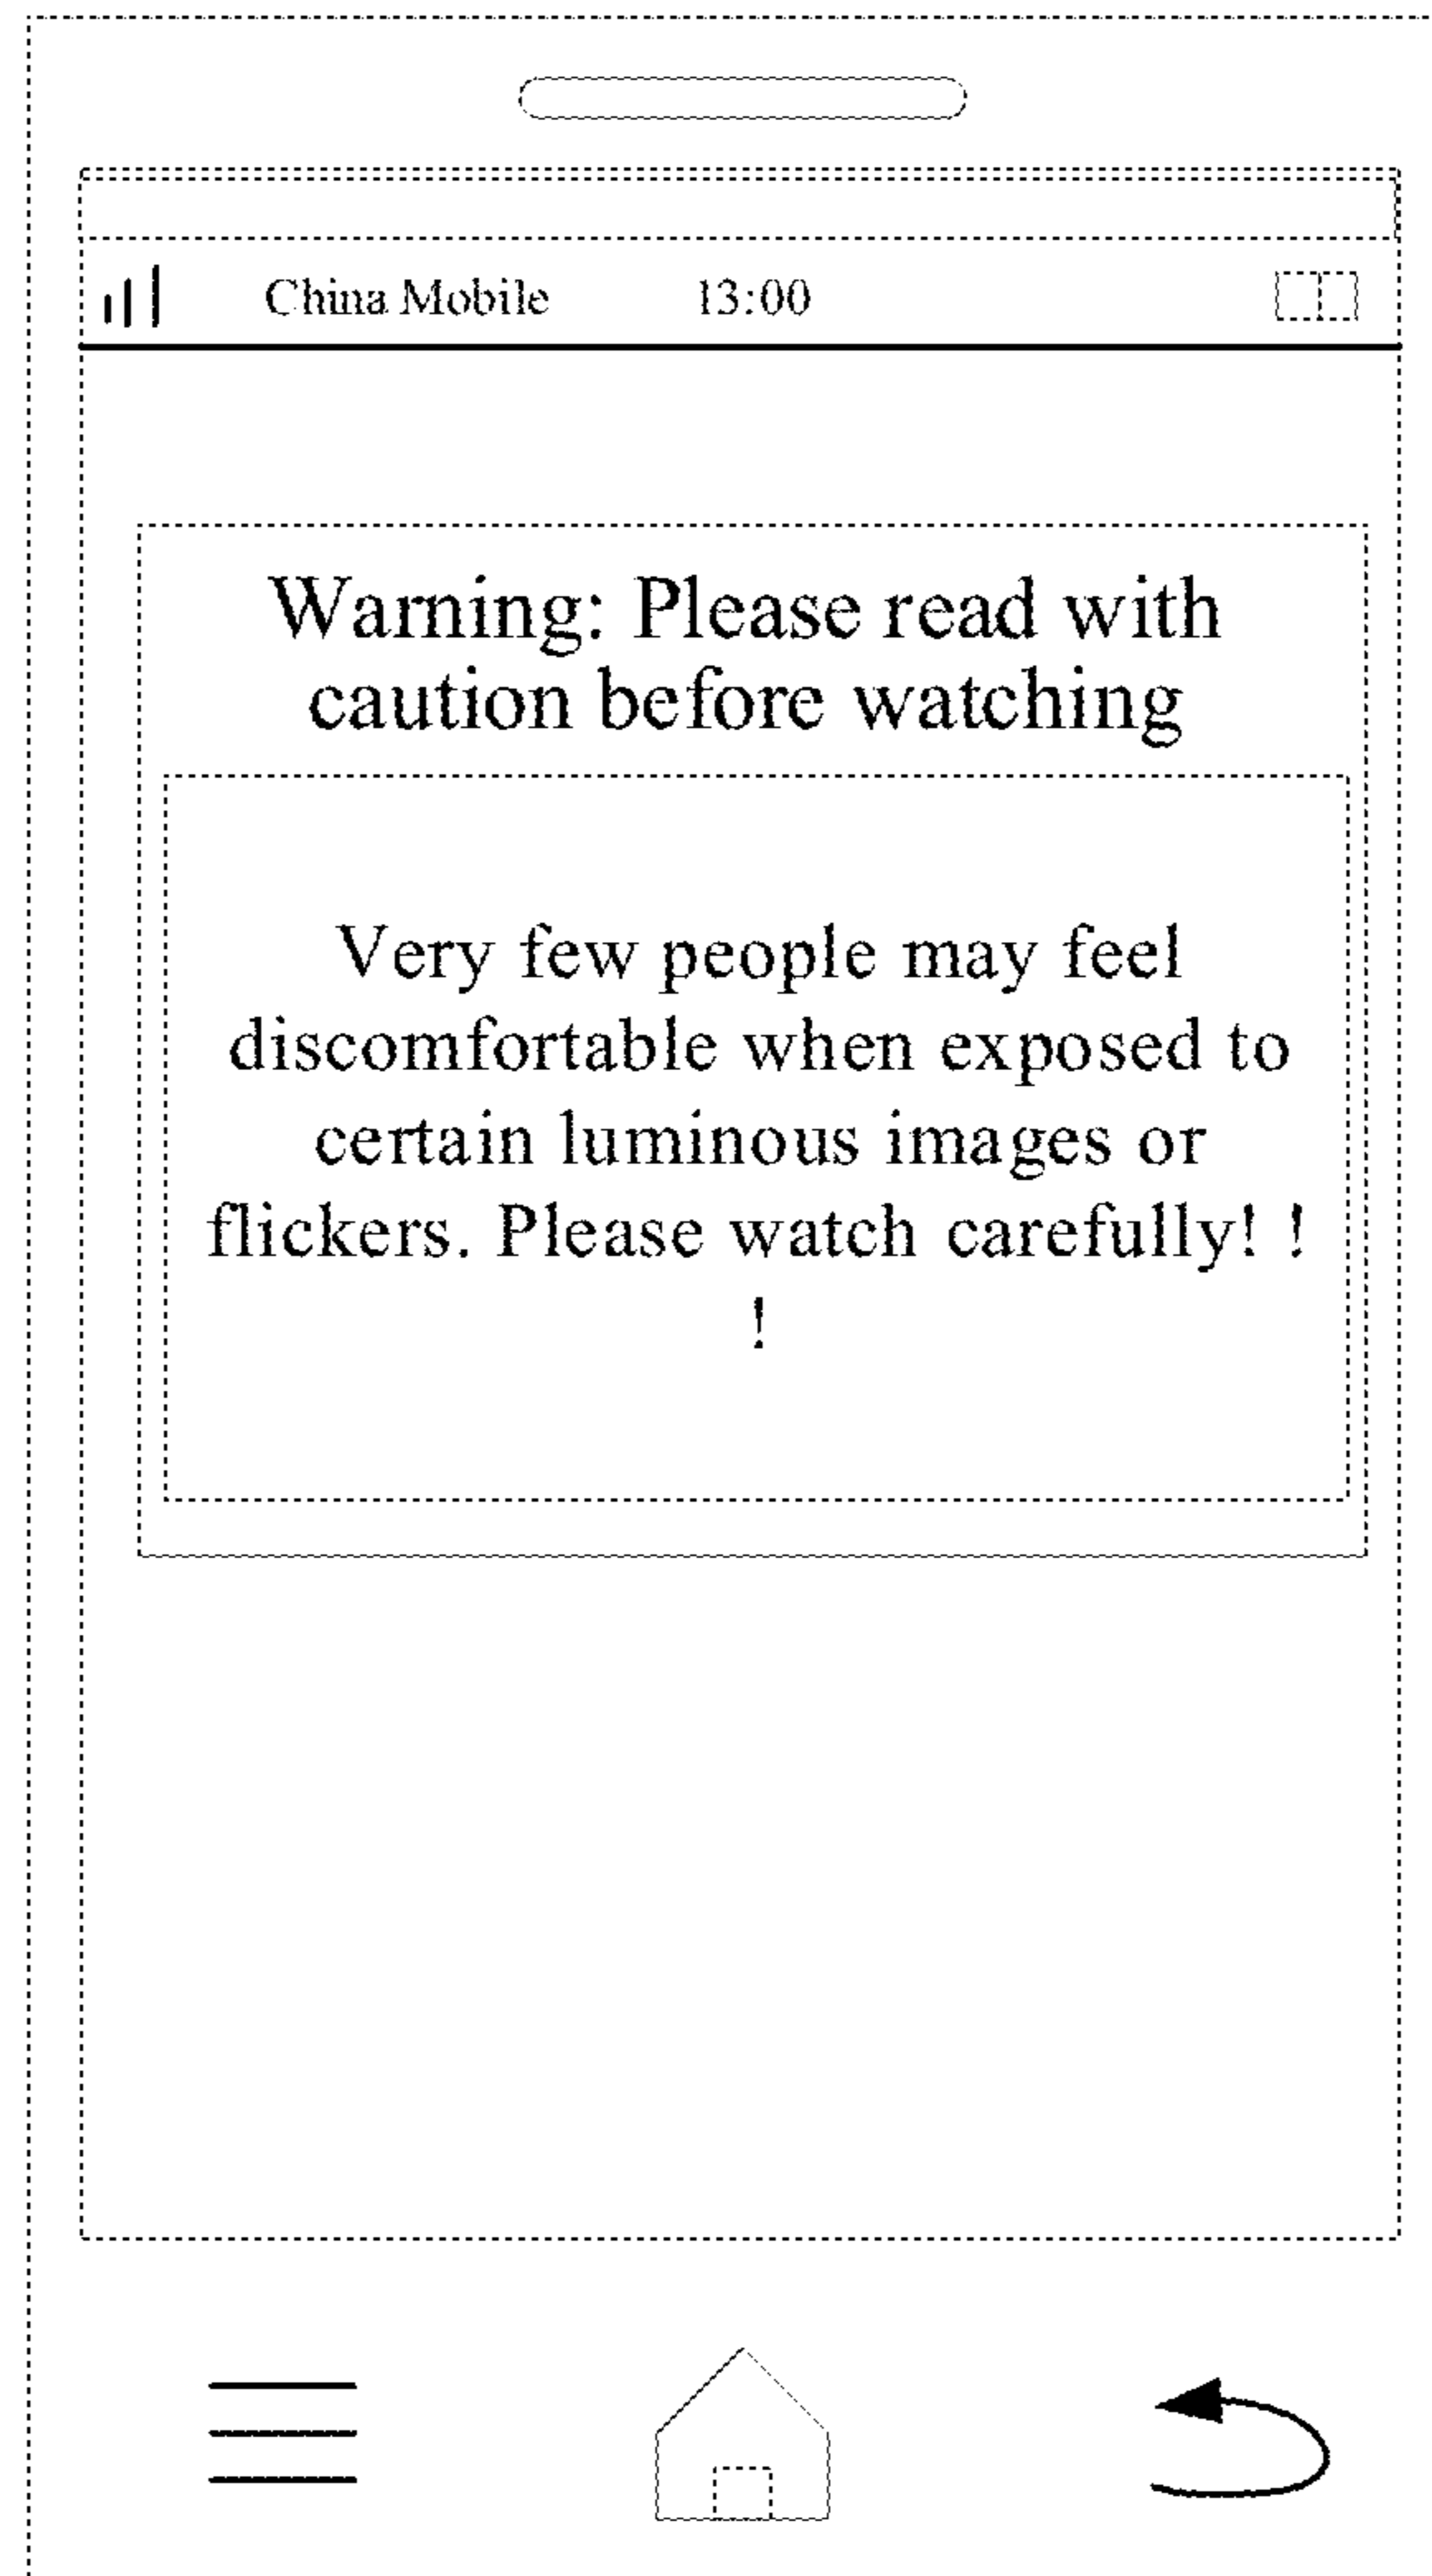 China Mobile 13:00
Warning: Please read with
caution before watching
Very few people may feel
discomfortable when exposed to
certain luminous images or
flickers. Please watch carefully! !
!